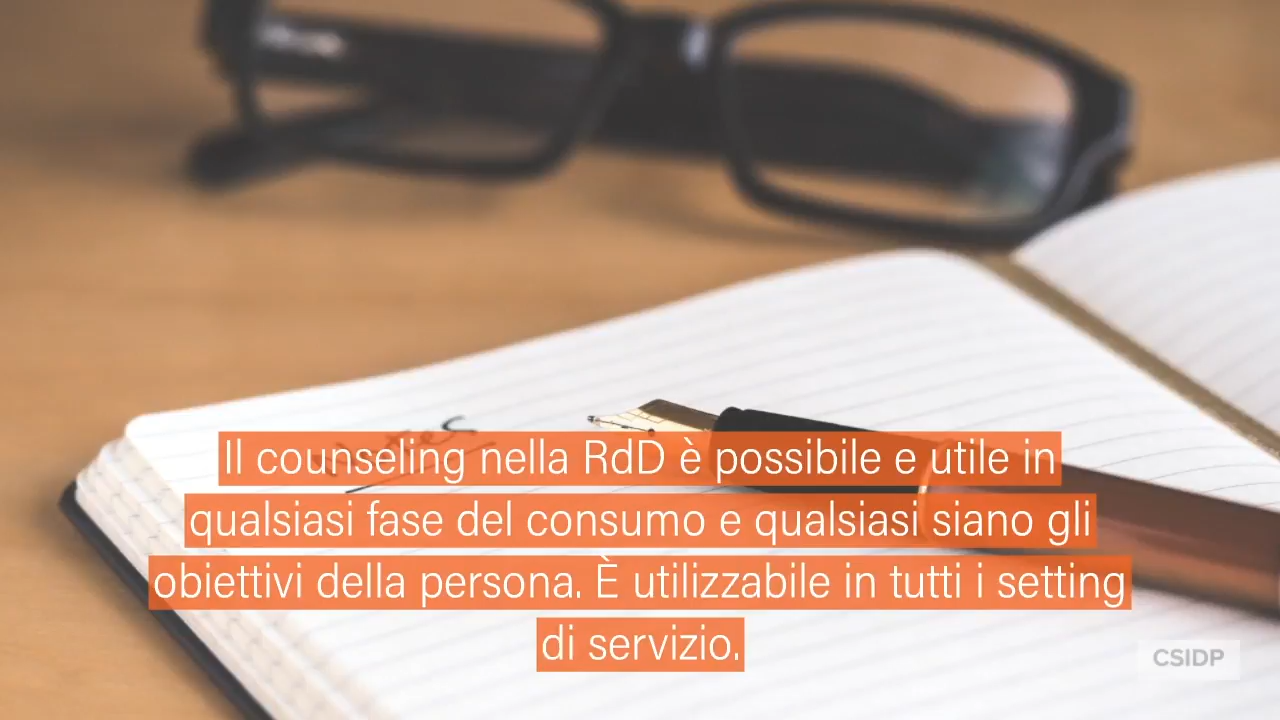 Notes
Il counseling nella RdD è possibile e utile in
qualsiasi fase del consumo e qualsiasi siano gli
obiettivi della persona. È utilizzabile in tutti i setting
di servizio.
CSIDP